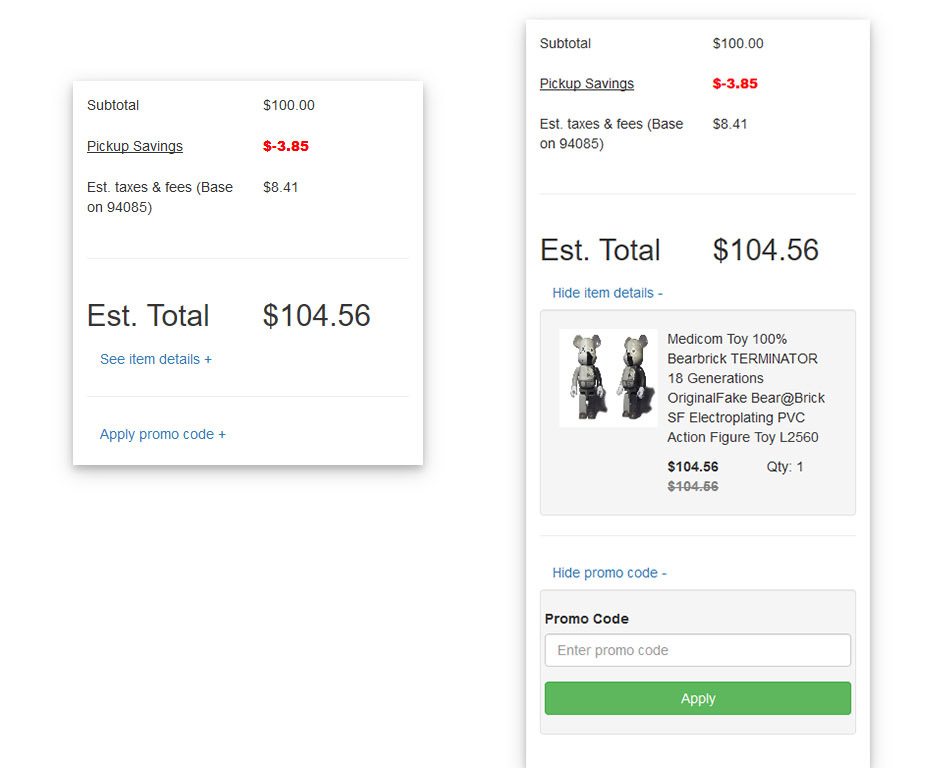 Subtotal $100.00
Pickup Savings $-3.85
Est. taxes & fees (Base $8.41
on 94085)
Est. Total $104.56
See item details +
Apply promo code +
Subtotal $100.00
Pickup Savings $-3.85
Est. taxes & fees (Base $8.41
on 94085)
Est. Total $104.56
Hide item details -
Medicom Toy 100%
Bearbrick TERMINATOR
18 Generations
OriginalFake Bear@Brick
SF Electroplating PVC
Action Figure Toy L2560
$104.56 Qty: 1
$104.56
Hide promo code -
Promo Code
Enter promo code
Apply